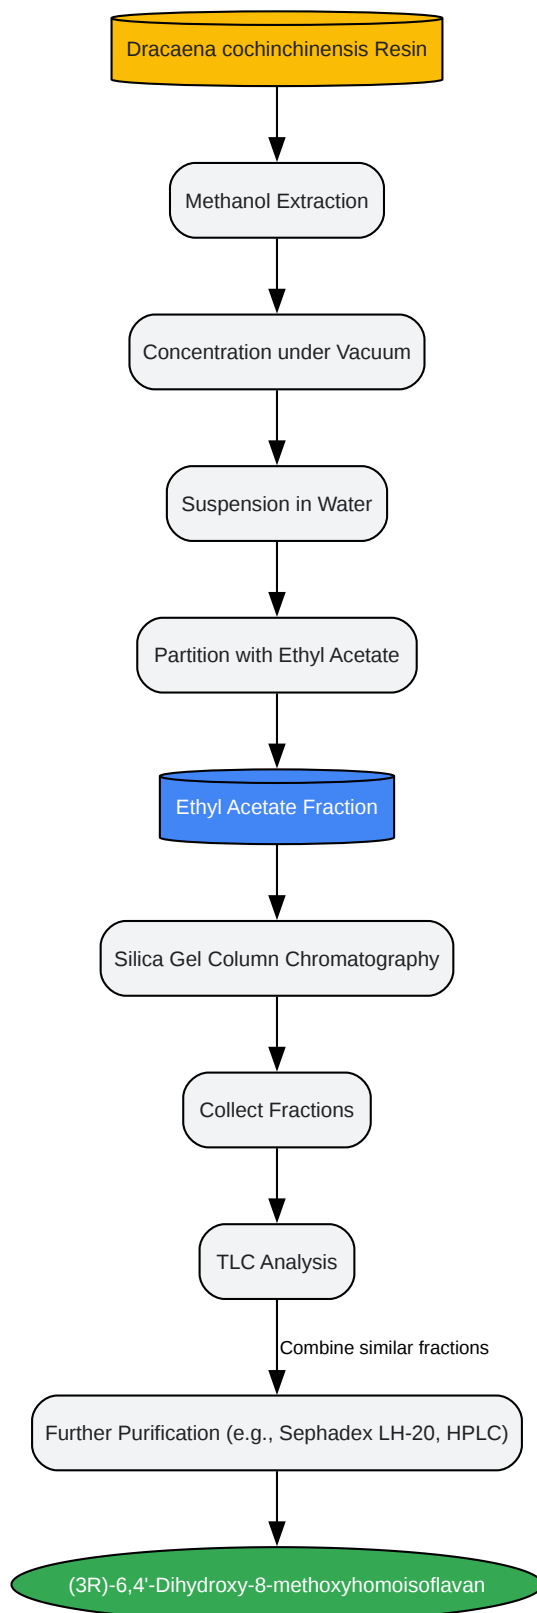 Dracaena cochinchinensis Resin
Methanol Extraction
Concentration under Vacuum
Suspension in Water
Partition with Ethyl Acetate
Ethyl Acetate Fraction
Silica Gel Column Chromatography
Collect Fractions
TLC Analysis
Combine similar fractions
Further Purification (e.g., Sephadex LH-20, HPLC)
(3R)-6,4'-Dihydroxy-8-methoxyhomoisoflavan